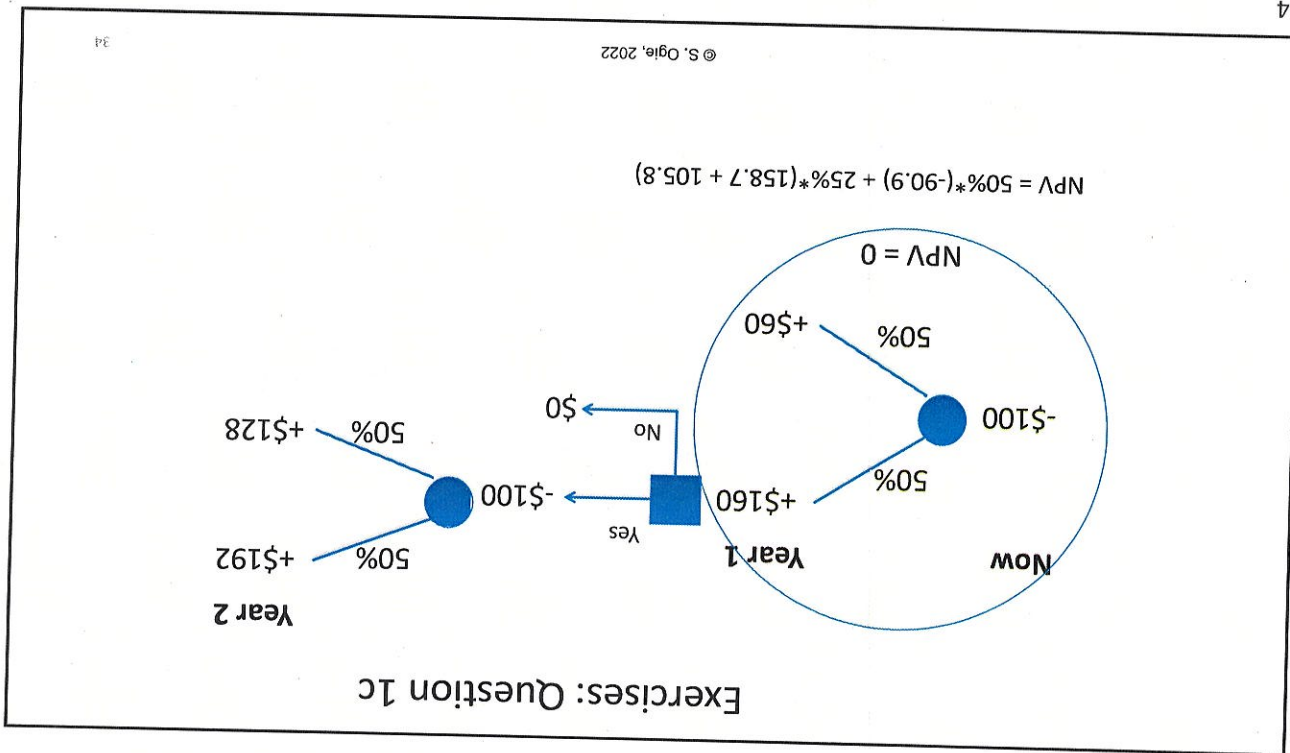 Exercises: Question 1c
Now
Year 1
Year 2
-$100
50%
+$160
50%
+$60
NPV = 0
Yes
No
-$100
$0
50%
+$192
50%
+$128
NPV = 50%*(-90.9) + 25%*(158.7 + 105.8)
© S. Ogie, 2022
34
4